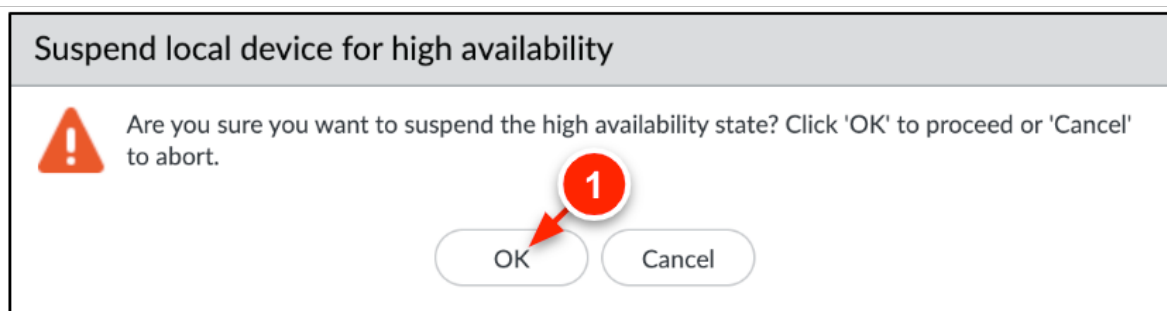 Suspend local device for high availability
Are you sure you want to suspend the high availability state? Click 'OK' to proceed or 'Cancel'
to abort.
1
OK
Cancel